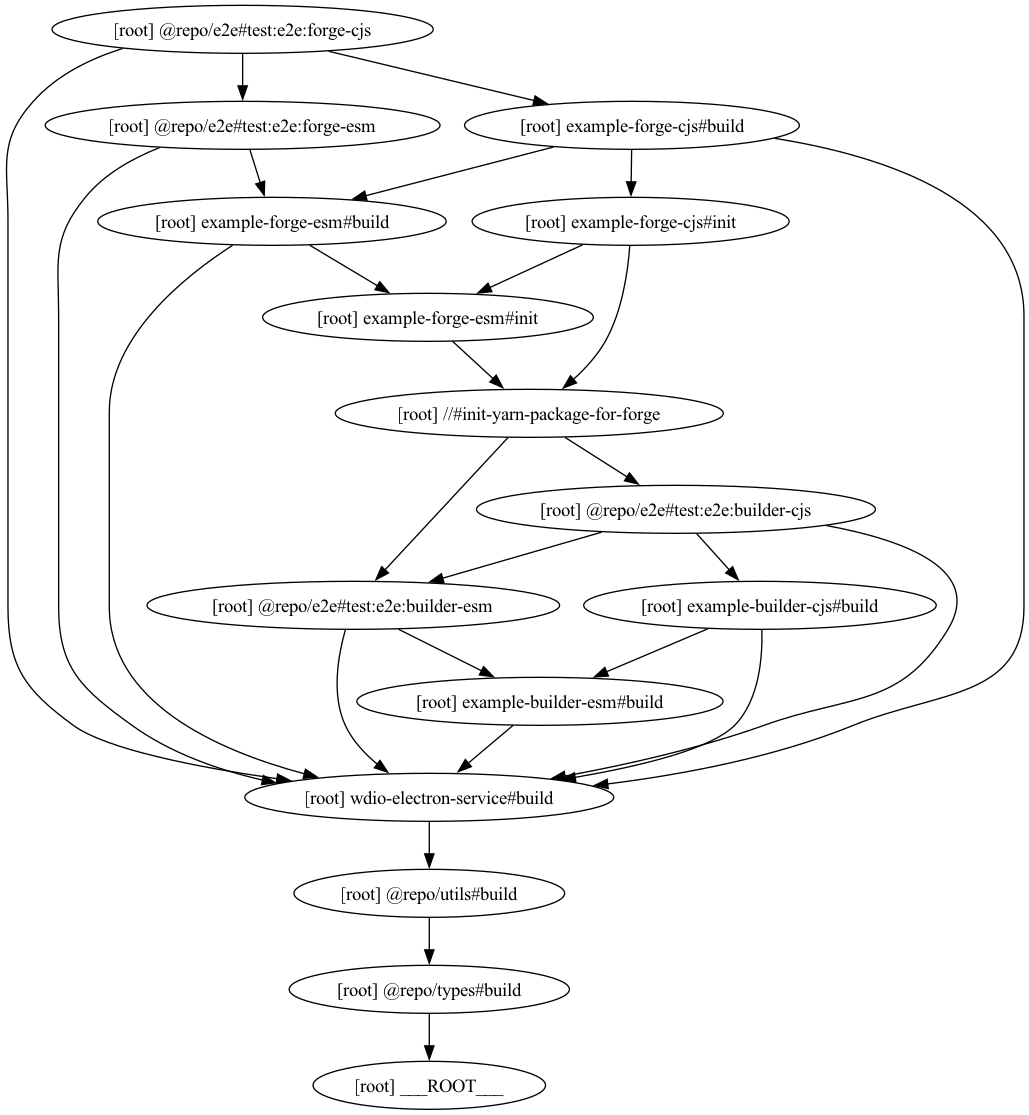 [root] @repo/e2e#test:e2e:forge-cjs
[root] @repo/e2e#test:e2e:forge-esm
[root] example-forge-cjs#build
[root] example-forge-esm#build
[root] example-forge-cjs#init
[root] example-forge-esm#init
[root] //#init-yarn-package-for-forge
[root] @repo/e2e#test:e2e:builder-cjs
[root] @repo/e2e#test:e2e:builder-esm
[root] example-builder-cjs#build
[root] example-builder-esm#build
[root] wdio-electron-service#build
[root] @repo/utils#build
[root] @repo/types#build
[root] ___ROOT___